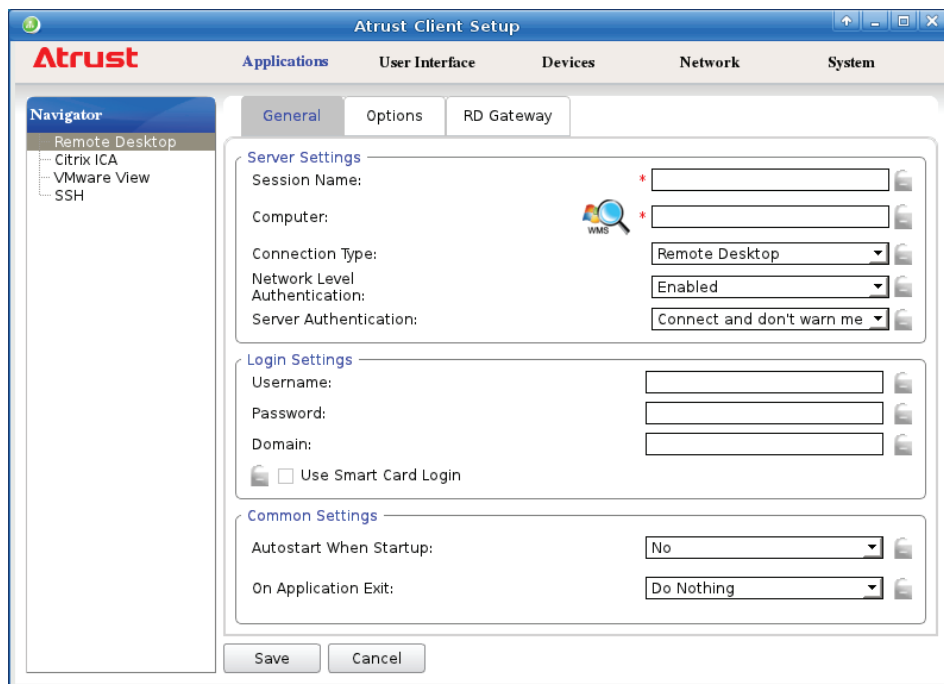 Atrust Client Setup
Atrust
Applications User Interface Devices Network System
Navigator
Remote Desktop
Citrix ICA
VMware View
SSH
General Options RD Gateway
Server Settings
Session Name: *
Computer: WMS *
Connection Type: Remote Desktop
Network Level
Authentication: Enabled
Server Authentication: Connect and don't warn me
Login Settings
Username:
Password:
Domain:
Use Smart Card Login
Common Settings
Autostart When Startup: No
On Application Exit: Do Nothing
Save Cancel